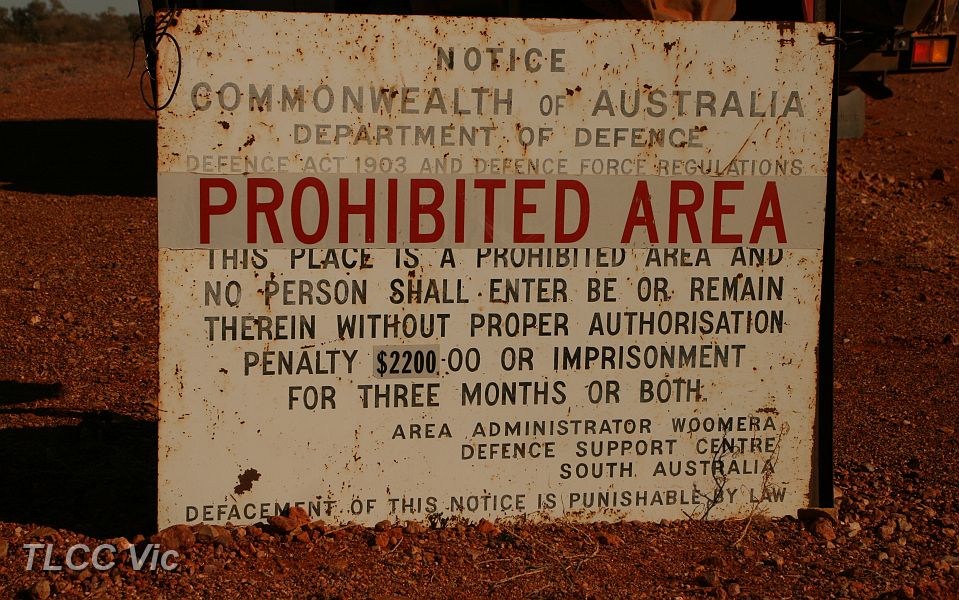 NOTICE
COMMONWEALTH OF AUSTRALIA
DEPARTMENT OF DEFENCE
DEFENCE ACT 1903 AND DEFENCE FORCE REGULATIONS
PROHIBITED AREA
THIS PLACE IS A PROHIBITED AREA AND
NO PERSON SHALL ENTER BE OR REMAIN
THEREIN WITHOUT PROPER AUTHORISATION
PENALTY $2200.00 OR IMPRISONMENT
FOR THREE MONTHS OR BOTH.
AREA ADMINISTRATOR WOOMERA
DEFENCE SUPPORT CENTRE
SOUTH AUSTRALIA
DEFACEMENT OF THIS NOTICE IS PUNISHABLE BY LAW
TLCC Vic